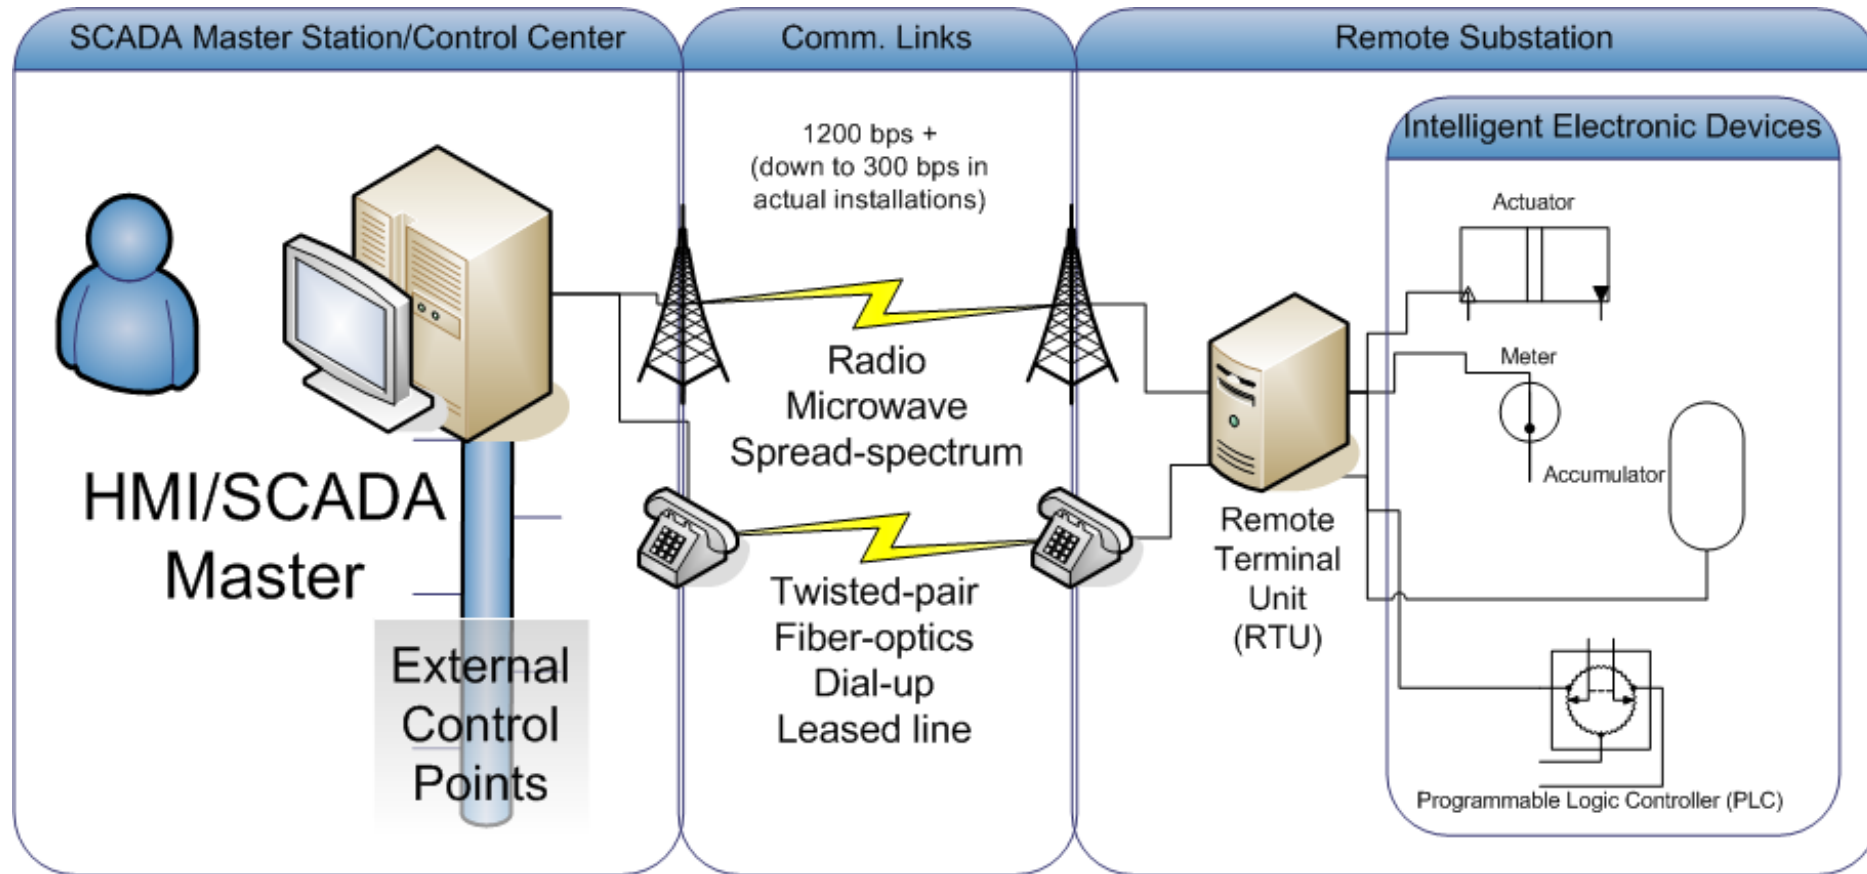 SCADA Master Station/Control Center
Comm. Links
Remote Substation
1200 bps +
(down to 300 bps in
actual installations)
Intelligent Electronic Devices
Actuator
Meter
Accumulator
Radio
Microwave
Spread-spectrum
HMI/SCADA
Master
Remote
Terminal
Unit
(RTU)
Twisted-pair
Fiber-optics
Dial-up
Leased line
External
Control
Points
Programmable Logic Controller (PLC)